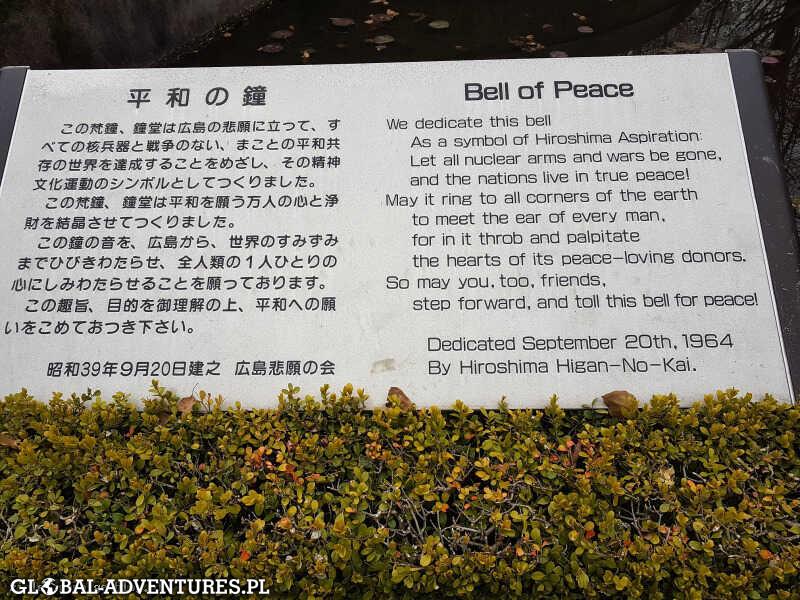 平和の鐘
この梵鐘、鐘堂は広島の悲願に立って、す
べての核兵器と戦争のない、まことの平和共
存の世界を達成することをめざし、その精神
文化運動のシンボルとしてつくりました。
この梵鐘、鐘堂は平和を願う万人の心と浄
財を結晶させてつくりました。
この鐘の音を、広島から、世界のすみずみ
までひびきわたらせ、全人類の1人ひとりの
心にしみわたらせることを願っております。
この趣旨、目的を御理解の上、平和への願
いをこめておつき下さい。
昭和39年9月20日建之 広島悲願の会
Bell of Peace
We dedicate this bell
As a symbol of Hiroshima Aspiration:
Let all nuclear arms and wars be gone,
and the nations live in true peace!
May it ring to all corners of the earth
to meet the ear of every man,
for in it throb and palpitate
the hearts of its peace-loving donors.
So may you, too, friends,
step forward, and toll this bell for peace!
Dedicated September 20th, 1964
By Hiroshima Higan-No-Kai.
GLOBAL-ADVENTURES.PL